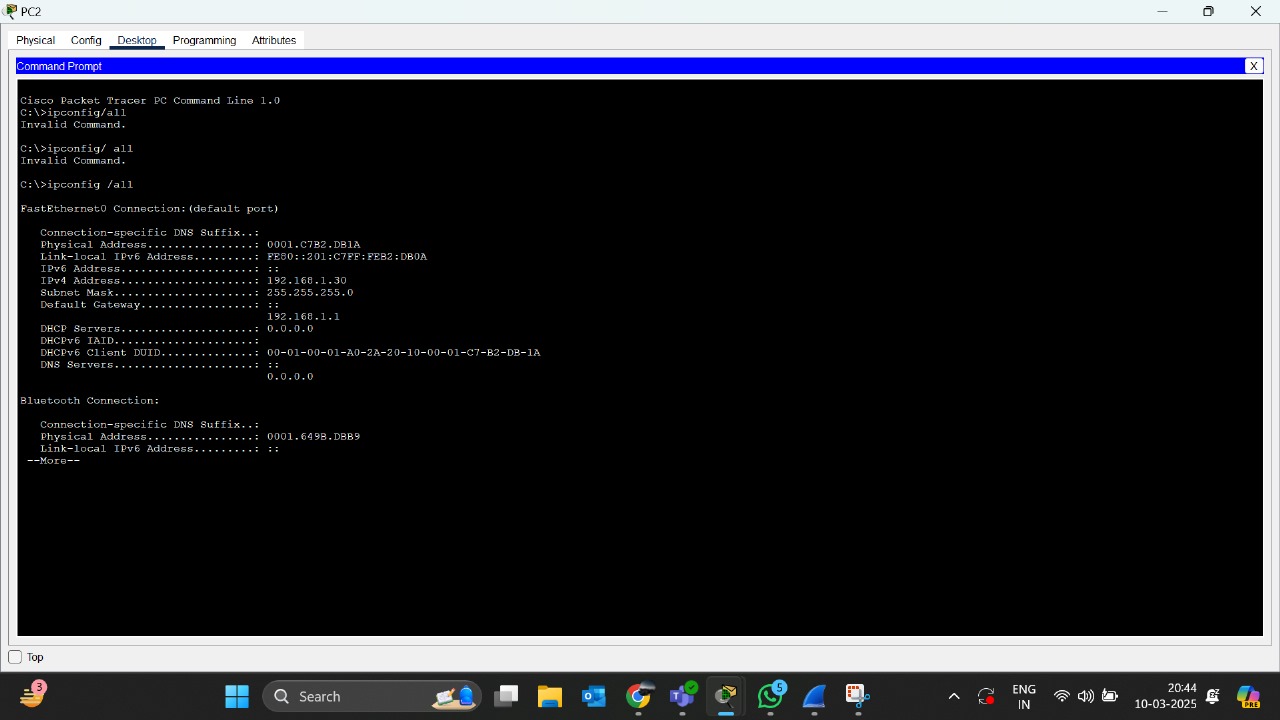 PC2
Physical Config Desktop Programming Attributes
Command Prompt X
Cisco Packet Tracer PC Command Line 1.0
C:\>ipconfig/all
Invalid Command.
C:\>ipconfig/ all
Invalid Command.
C:\>ipconfig /all
FastEthernet0 Connection:(default port)
Connection-specific DNS Suffix..:
Physical Address................: 0001.C7B2.DB1A
Link-local IPv6 Address.........: FE80::201:C7FF:FEB2:DB0A
IPv6 Address....................: ::
IPv4 Address....................: 192.168.1.30
Subnet Mask.....................: 255.255.255.0
Default Gateway.................: ::
192.168.1.1
DHCP Servers....................: 0.0.0.0
DHCPv6 IAID.....................:
DHCPv6 Client DUID..............: 00-01-00-01-A0-2A-20-10-00-01-C7-B2-DB-1A
DNS Servers.....................: ::
0.0.0.0
Bluetooth Connection:
Connection-specific DNS Suffix..:
Physical Address................: 0001.649B.DBB9
Link-local IPv6 Address.........: ::
--More--
Top
3
Search
5
ENG
IN
20:44
10-03-2025
PRE